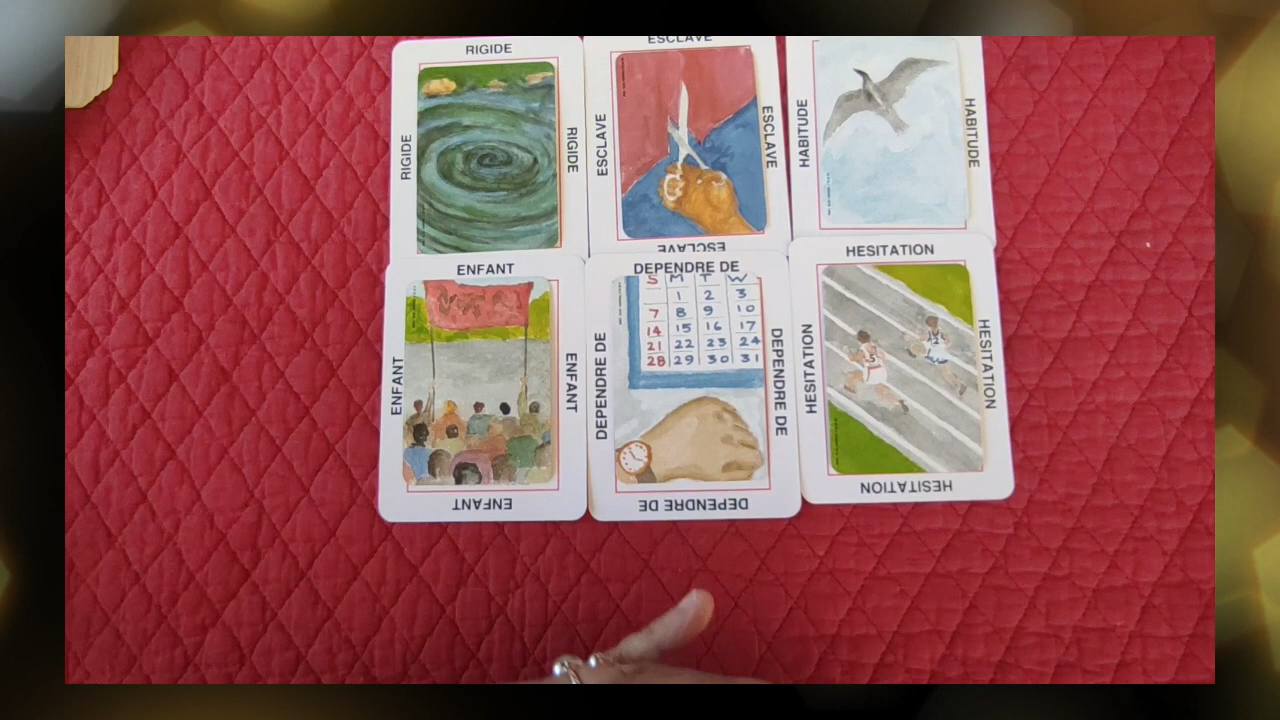 RIGIDE
RIGIDE
RIGIDE
ESCLAVE
ESCLAVE
ESCLAVE
ESCLAVE
HABITUDE
HABITUDE
ENFANT
ENFANT
ENFANT
ENFANT
DEPENDRE DE
DEPENDRE DE
DEPENDRE DE
DEPENDRE DE
S M T W
1 2 3
7 8 9 10
14 15 16 17
21 22 23 24
28 29 30 31
HESITATION
HESITATION
HESITATION
HESITATION